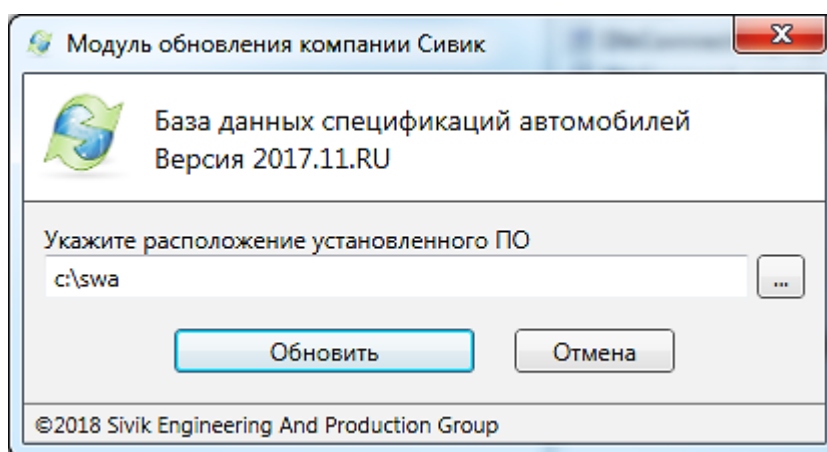 Модуль обновления компании Сивик
База данных спецификаций автомобилей
Версия 2017.11.RU
Укажите расположение установленного ПО
c:\swa
...
Обновить Отмена
©2018 Sivik Engineering And Production Group